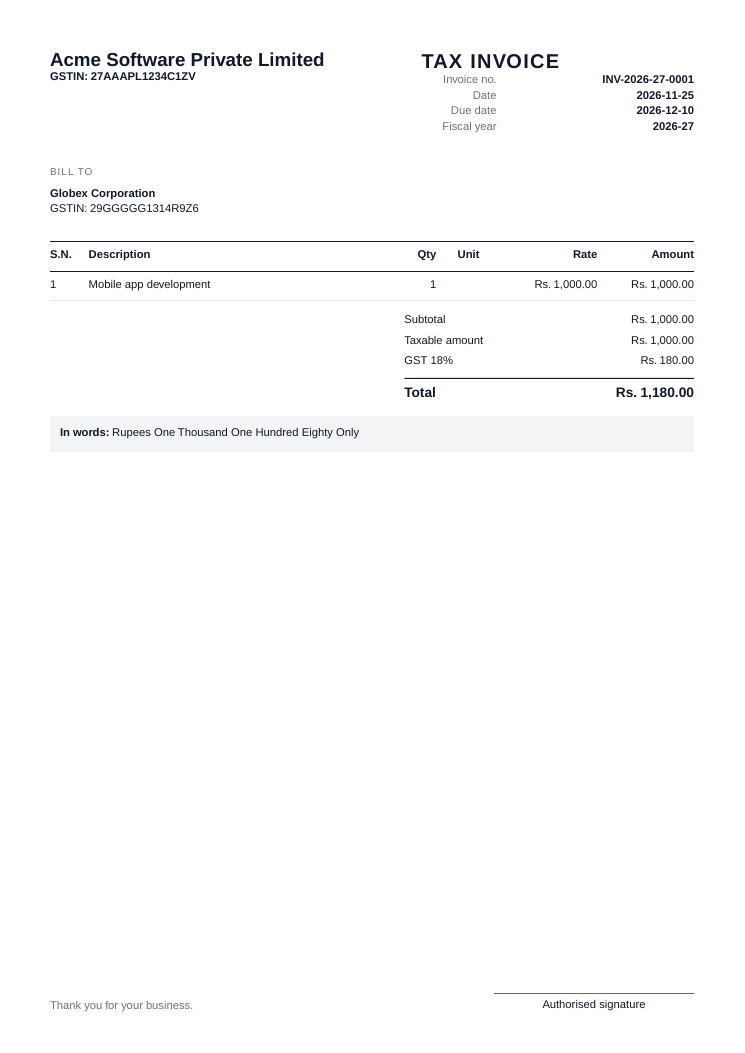 Acme Software Private Limited
GSTIN: 27AAAPL1234C1ZV
TAX INVOICE
Invoice no. INV-2026-27-0001
Date 2026-11-25
Due date 2026-12-10
Fiscal year 2026-27
BILL TO
Globex Corporation
GSTIN: 29GGGGG1314R9Z6
S.N. Description Qty Unit Rate Amount
1 Mobile app development 1 Rs. 1,000.00 Rs. 1,000.00
Subtotal Rs. 1,000.00
Taxable amount Rs. 1,000.00
GST 18% Rs. 180.00
Total Rs. 1,180.00
In words: Rupees One Thousand One Hundred Eighty Only
Thank you for your business.
Authorised signature